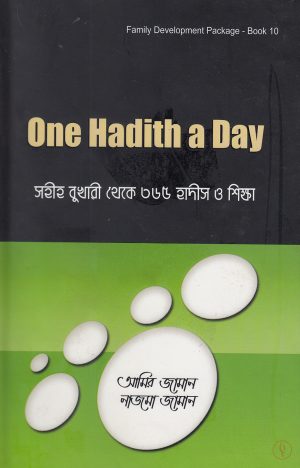 Family Development Package - Book 10
One Hadith a Day
সহীহ বুখারী থেকে ৩৬৫ হাদীস ও শিক্ষা
আমির জামান
নাজমা জামান